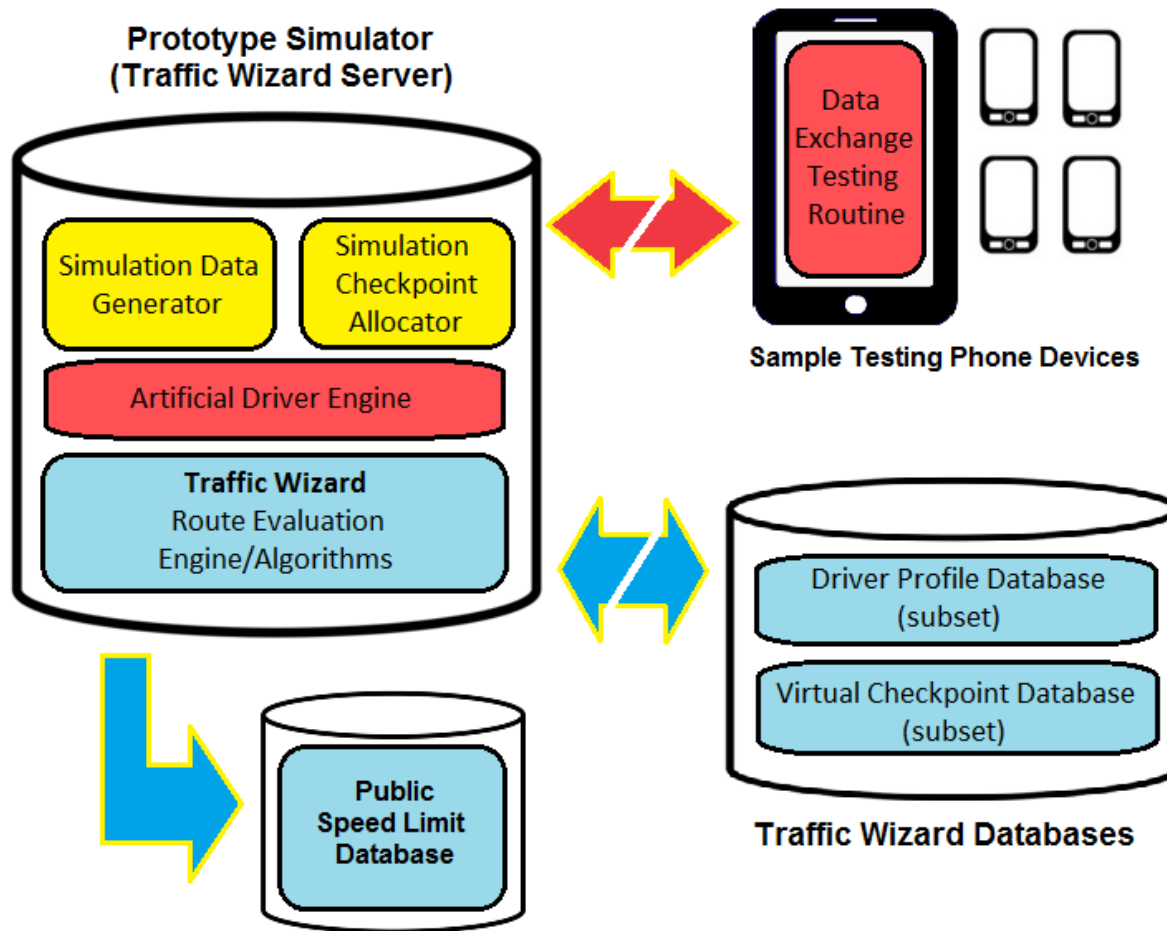 Prototype Simulator
(Traffic Wizard Server)
Simulation Data
Generator
Simulation
Checkpoint
Allocator
Artificial Driver Engine
Traffic Wizard
Route Evaluation
Engine/Algorithms
Data
Exchange
Testing
Routine
Sample Testing Phone Devices
Driver Profile Database
(subset)
Virtual Checkpoint Database
(subset)
Traffic Wizard Databases
Public
Speed Limit
Database